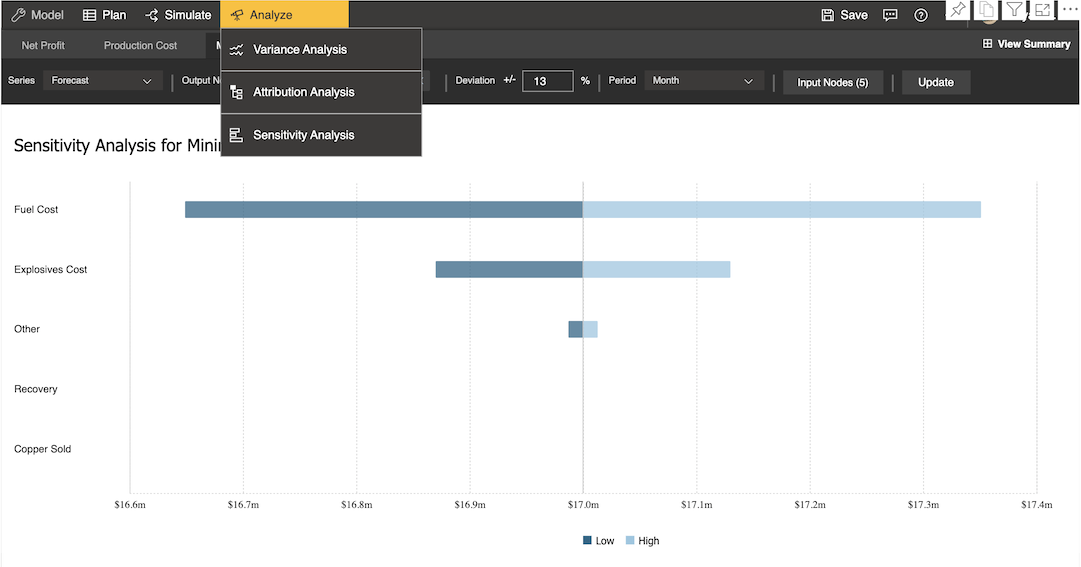 Model Plan Simulate Analyze Save
Net Profit Production Cost View Summary
Variance Analysis
Attribution Analysis
Sensitivity Analysis
Series Forecast Output Deviation +/- 13 % Period Month Input Nodes (5) Update
Sensitivity Analysis for
Fuel Cost
Explosives Cost
Other
Recovery
Copper Sold
$16.6m $16.7m $16.8m $16.9m $17.0m $17.1m $17.2m $17.3m $17.4m
Low High